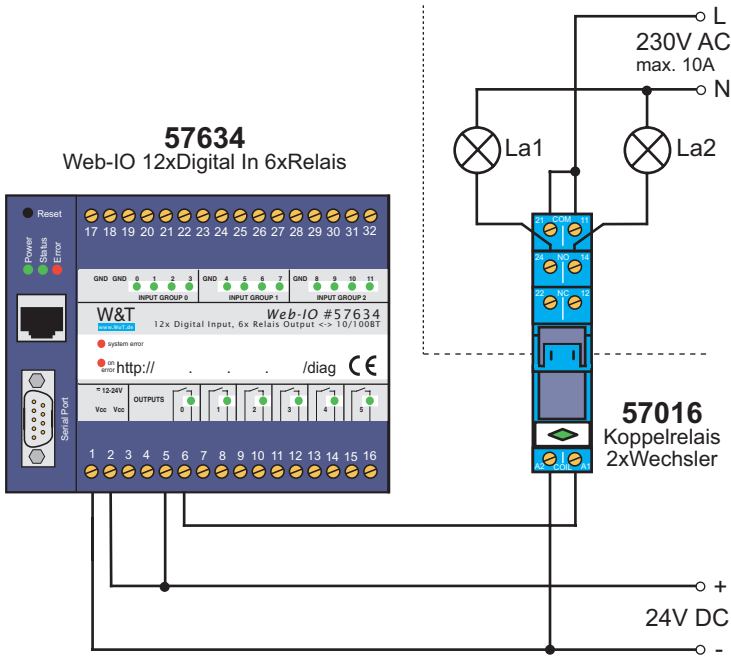 L
230V AC
max. 10A
N
57634
Web-IO 12xDigital In 6xRelais
La1
La2
Reset
Power
Status
Error
17 18 19 20 21 22 23 24 25 26 27 28 29 30 31 32
GND GND 0 1 2 3 GND 4 5 6 7 GND 8 9 10 11
INPUT GROUP 0 INPUT GROUP 1 INPUT GROUP 2
W&T
www.WuT.de
Web-IO #57634
12x Digital Input, 6x Relais Output <-> 10/100BT
system error
on error
http:// . . . /diag CE
= 12-24V
Vcc Vcc
OUTPUTS
0 1 2 3 4 5
Serial Port
1 2 3 4 5 6 7 8 9 10 11 12 13 14 15 16
21 COM 11
24 NO 14
22 NC 12
57016
Koppelrelais
2xWechsler
A2 COIL A1
+
24V DC
-